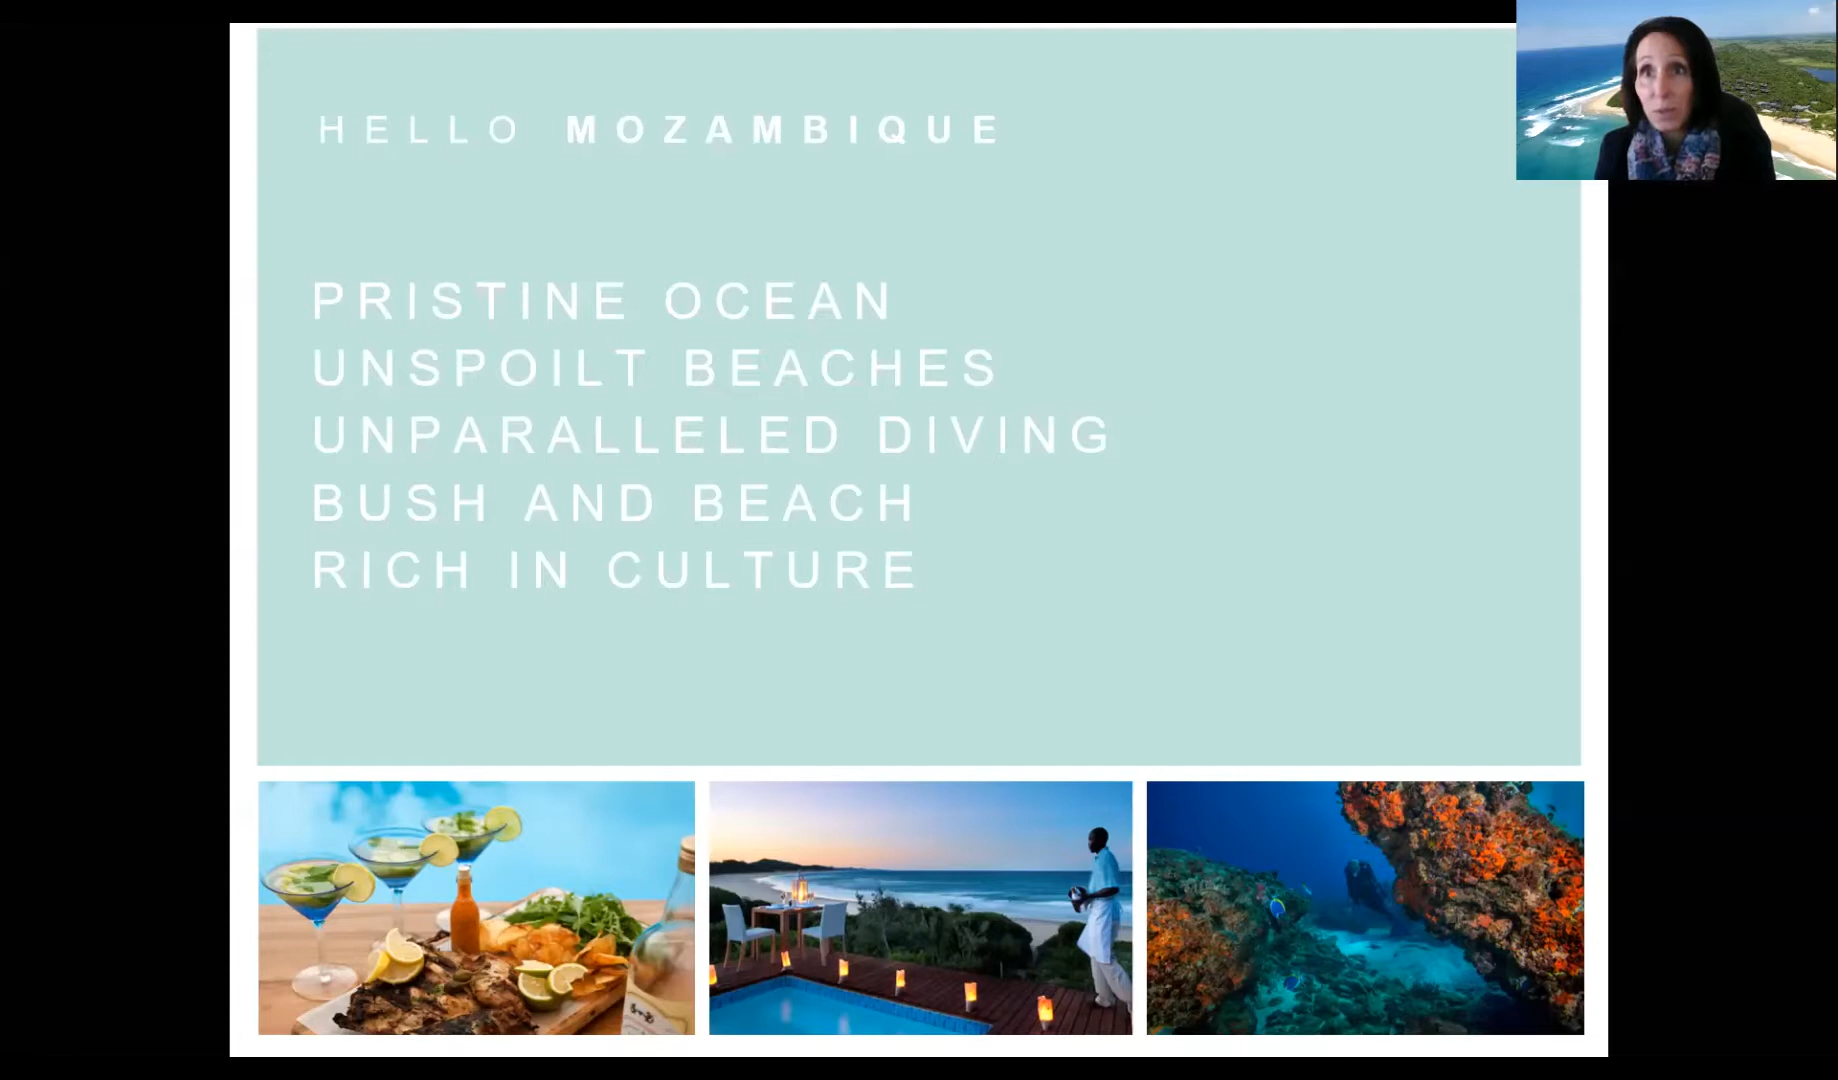 HELLO MOZAMBIQUE
PRISTINE OCEAN
UNSPOILT BEACHES
UNPARALLELED DIVING
BUSH AND BEACH
RICH IN CULTURE